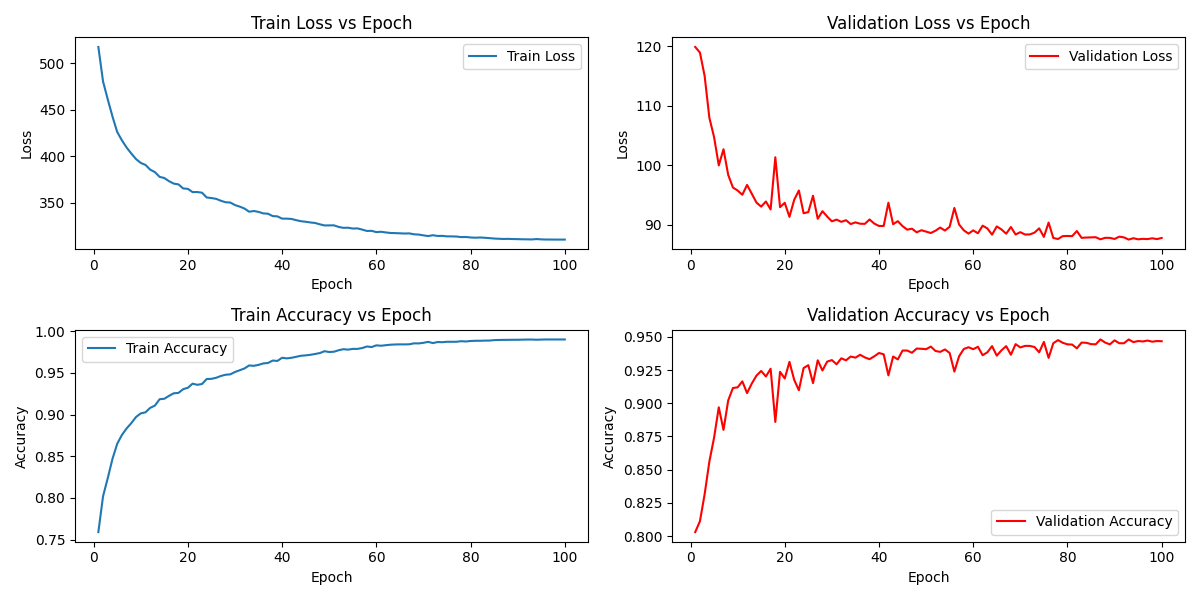 Train Loss vs Epoch
Train Loss
Loss
500
450
400
350
0 20 40 60 80 100
Epoch
Validation Loss vs Epoch
Validation Loss
Loss
120
110
100
90
0 20 40 60 80 100
Epoch
Train Accuracy vs Epoch
Train Accuracy
Accuracy
1.00
0.95
0.90
0.85
0.80
0.75
0 20 40 60 80 100
Epoch
Validation Accuracy vs Epoch
Validation Accuracy
Accuracy
0.950
0.925
0.900
0.875
0.850
0.825
0.800
0 20 40 60 80 100
Epoch